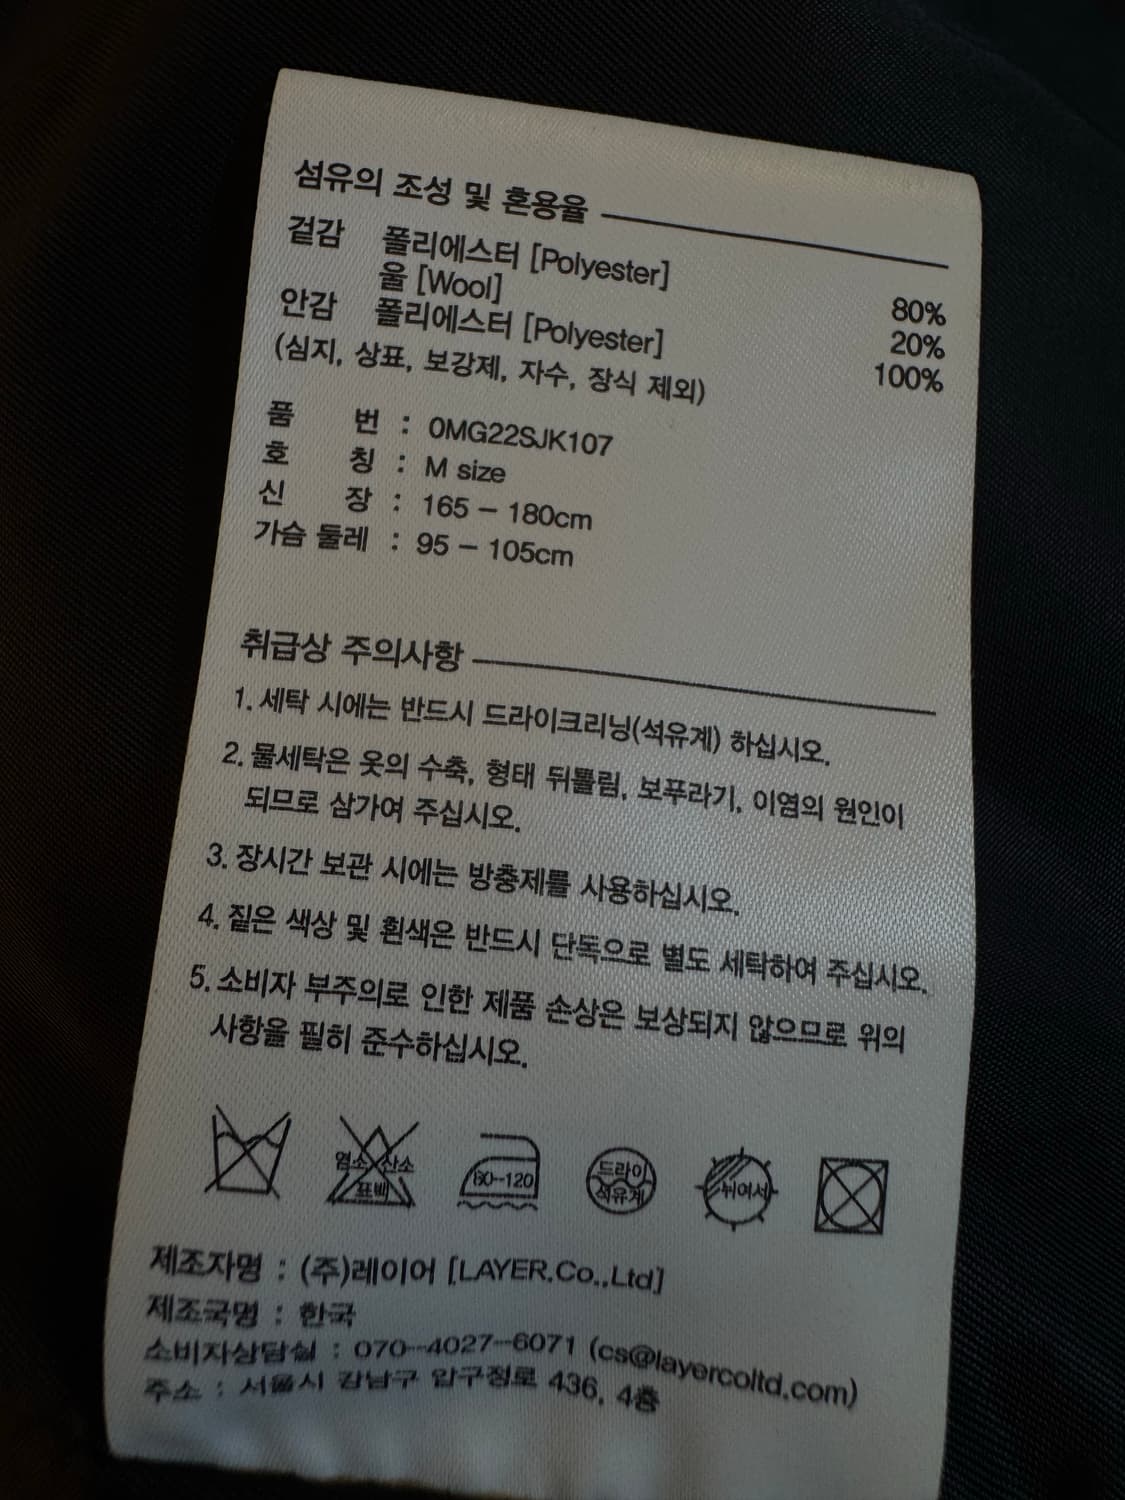 섬유의 조성 및 혼용율
겉감 폴리에스터 [Polyester] 80%
울 [Wool] 20%
안감 폴리에스터 [Polyester] 100%
(심지, 상표, 보강제, 자수, 장식 제외)
품 번 : 0MG22SJK107
호 칭 : M size
신 장 : 165 – 180cm
가슴 둘레 : 95 – 105cm
취급상 주의사항
1. 세탁 시에는 반드시 드라이크리닝(석유계) 하십시오.
2. 물세탁은 옷의 수축, 형태 뒤틀림, 보푸라기, 이염의 원인이
되므로 삼가여 주십시오.
3. 장시간 보관 시에는 방충제를 사용하십시오.
4. 짙은 색상 및 흰색은 반드시 단독으로 별도 세탁하여 주십시오.
5. 소비자 부주의로 인한 제품 손상은 보상되지 않으므로 위의
사항을 필히 준수하십시오.
염소 산소
표백
80–120
드라이
석유계
뉘어서
제조자명 : (주)레이어 [LAYER.Co.,Ltd]
제조국명 : 한국
소비자상담실 : 070–4027–6071 (cs@layercoltd.com)
주소 : 서울시 강남구 압구정로 436, 4층